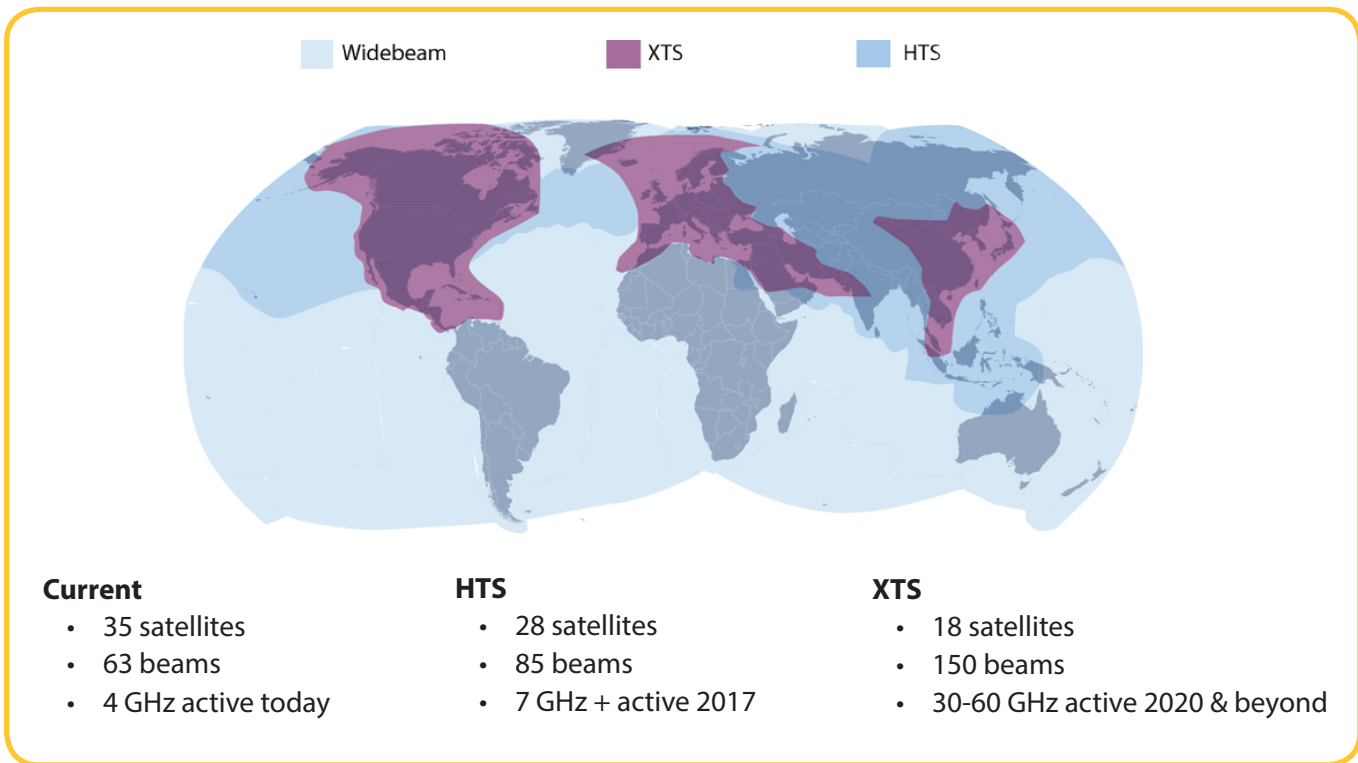 Widebeam
XTS
HTS
Current
• 35 satellites
• 63 beams
• 4 GHz active today
HTS
• 28 satellites
• 85 beams
• 7 GHz + active 2017
XTS
• 18 satellites
• 150 beams
• 30-60 GHz active 2020 & beyond